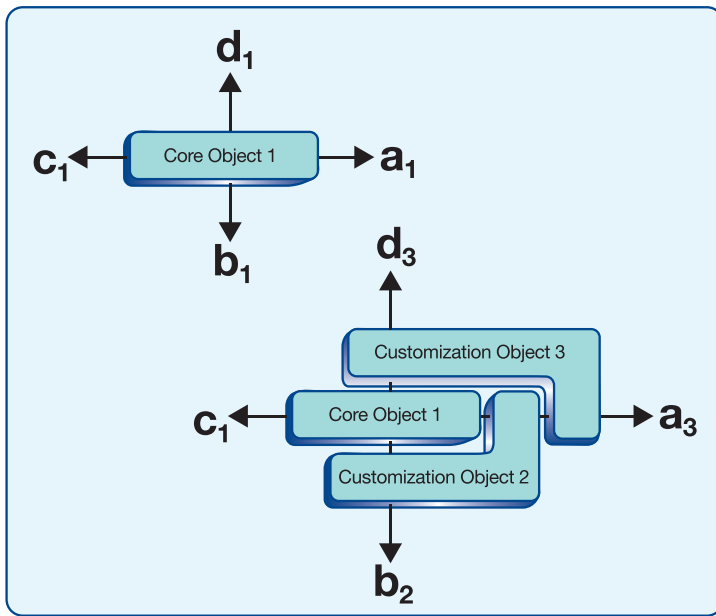 d1
c1
Core Object 1
a1
b1
d3
Customization Object 3
c1
Core Object 1
a3
Customization Object 2
b2